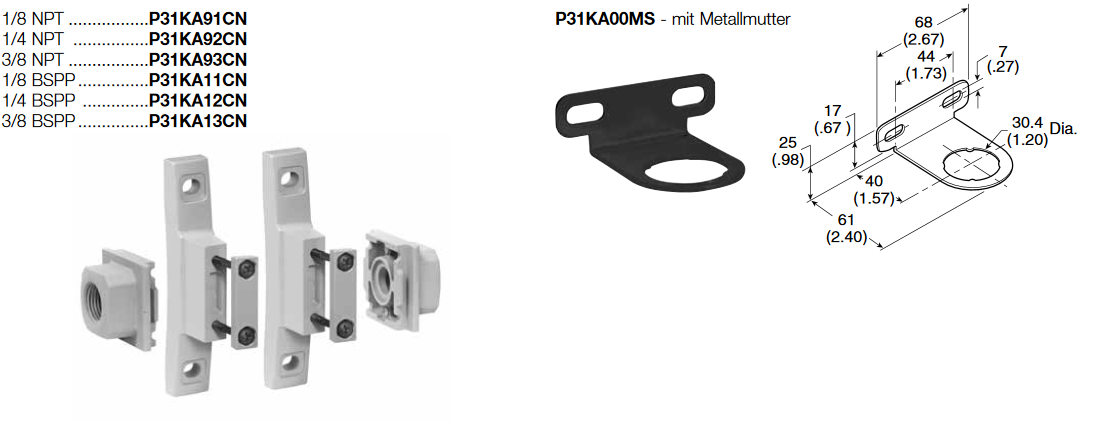 1/8 NPT .................P31KA91CN
1/4 NPT ................P31KA92CN
3/8 NPT .................P31KA93CN
1/8 BSPP ...............P31KA11CN
1/4 BSPP ..............P31KA12CN
3/8 BSPP ...............P31KA13CN
P31KA00MS - mit Metallmutter
68
(2.67)
44
(1.73)
7
(.27)
17
(.67 )
25
(.98)
30.4
(1.20) Dia.
40
(1.57)
61
(2.40)